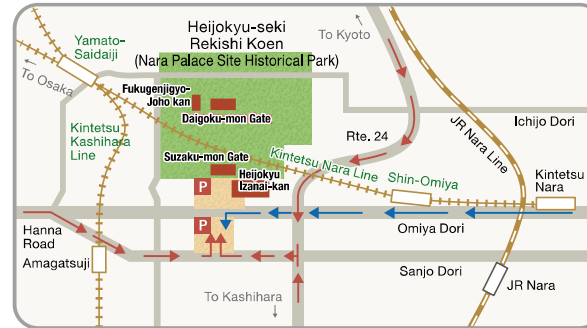 Heijokyu-seki
Rekishi Koen
(Nara Palace Site Historical Park)
Yamato-
Saidaiji
To Osaka
To Kyoto
Fukugenjigyo-
Joho kan
Daigoku-mon Gate
Kintetsu
Kashihara
Line
Suzaku-mon Gate
Heijokyu
Izanai-kan
P
P
Rte. 24
JR Nara Line
Ichijo Dori
Kintetsu Nara Line
Shin-Omiya
Kintetsu
Nara
Hanna
Road
Amagatsuji
Omiya Dori
Sanjo Dori
JR Nara
To Kashihara